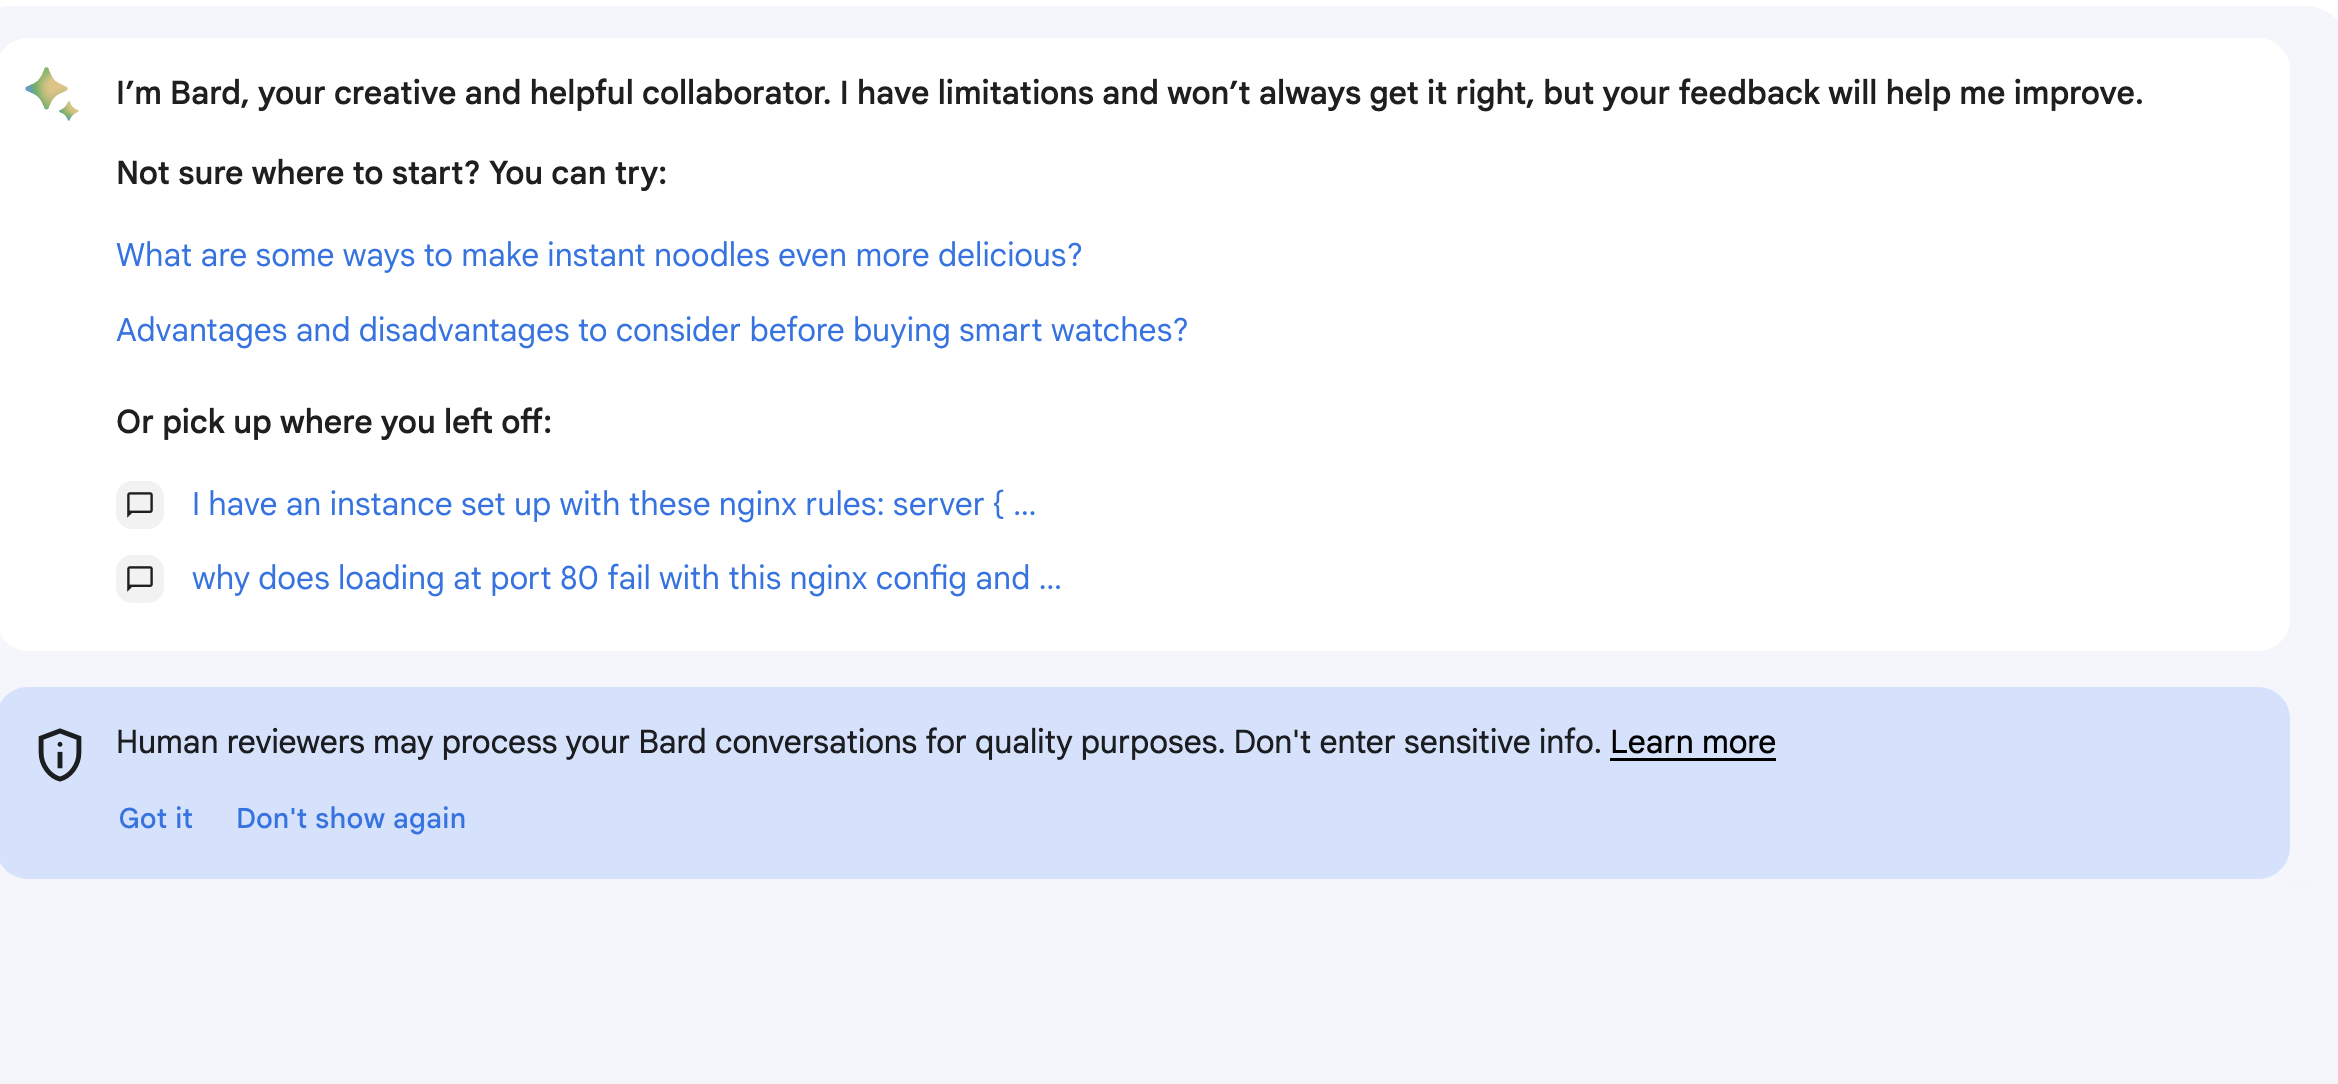 I’m Bard, your creative and helpful collaborator. I have limitations and won’t always get it right, but your feedback will help me improve.
Not sure where to start? You can try:
What are some ways to make instant noodles even more delicious?
Advantages and disadvantages to consider before buying smart watches?
Or pick up where you left off:
I have an instance set up with these nginx rules: server { ...
why does loading at port 80 fail with this nginx config and ...
Human reviewers may process your Bard conversations for quality purposes. Don't enter sensitive info. Learn more
Got it Don't show again